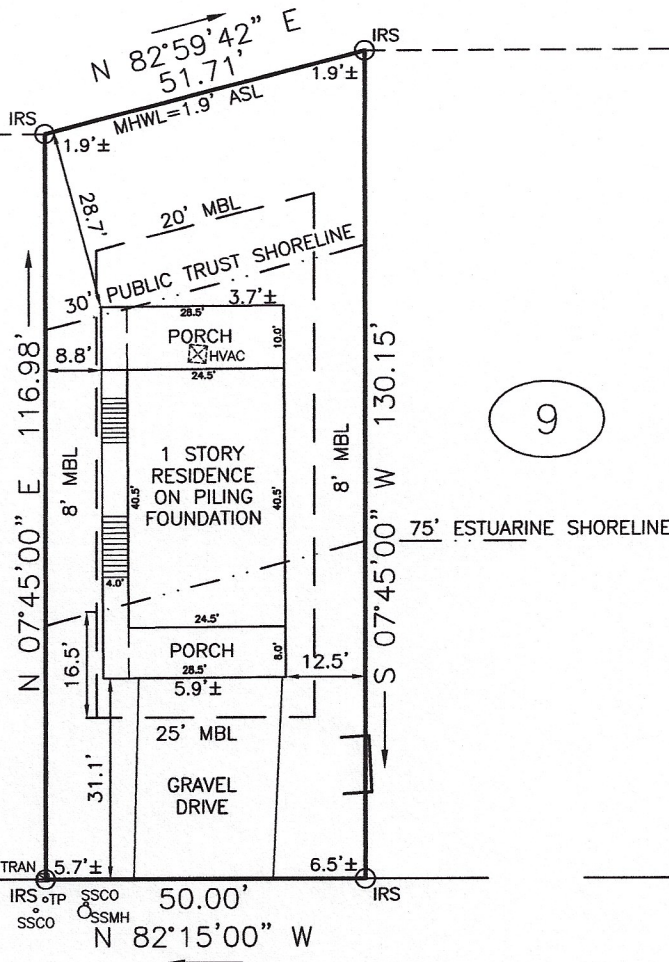 IRS
N 82°59'42" E
51.71'
IRS
1.9'±
MHWL=1.9' ASL
1.9'±
28.7'
20' MBL
30' PUBLIC TRUST SHORELINE
3.7'±
28.5'
PORCH
10.0'
HVAC
8.8'
24.5'
N 07°45'00" E 116.98'
8' MBL
1 STORY
RESIDENCE
ON PILING
FOUNDATION
40.5'
40.5'
8' MBL
S 07°45'00" W 130.15'
9
75' ESTUARINE SHORELINE
4.0'
24.5'
16.5'
PORCH
8.0'
28.5'
12.5'
5.9'±
25' MBL
31.1'
GRAVEL
DRIVE
TRAN
5.7'±
6.5'±
IRS
TP
SSCO
50.00'
IRS
SSCO
SSMH
N 82°15'00" W